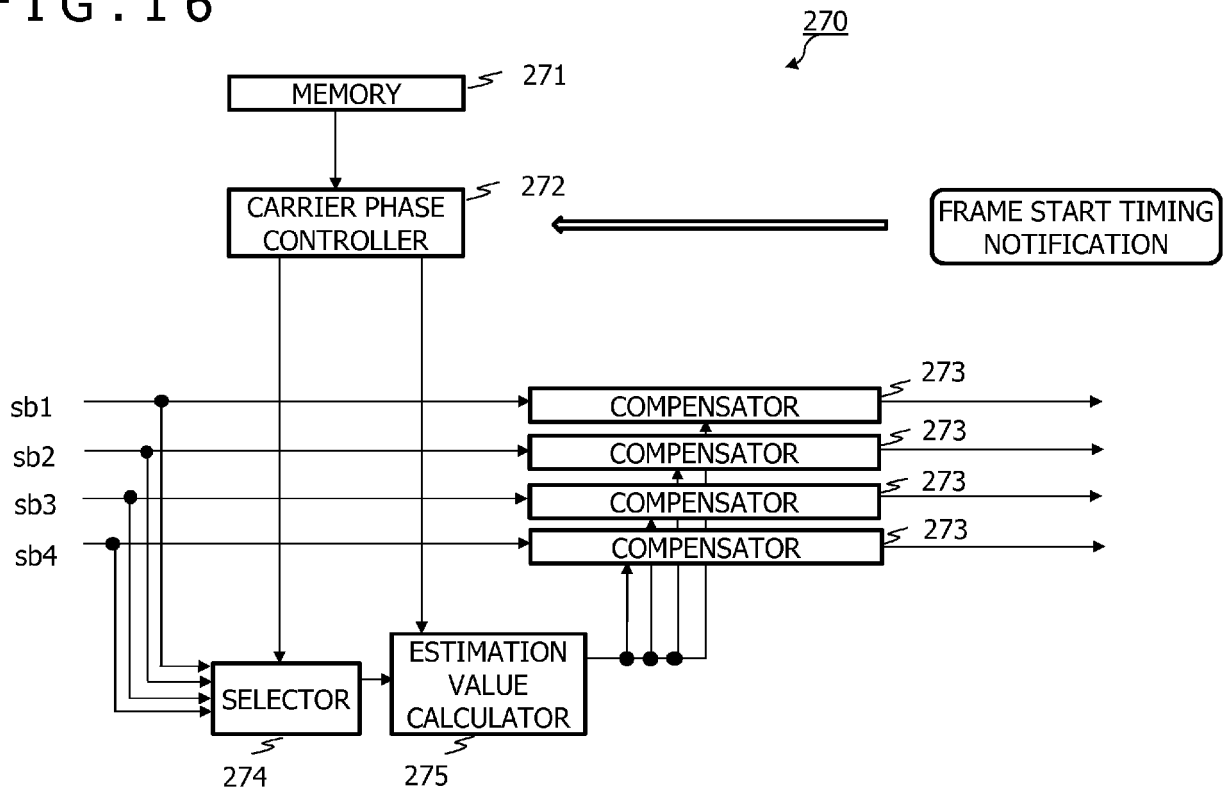 FIG.16
270
MEMORY
271
CARRIER PHASE
CONTROLLER
272
FRAME START TIMING
NOTIFICATION
sb1
COMPENSATOR
273
sb2
COMPENSATOR
273
sb3
COMPENSATOR
273
sb4
COMPENSATOR
273
SELECTOR
274
ESTIMATION
VALUE
CALCULATOR
275